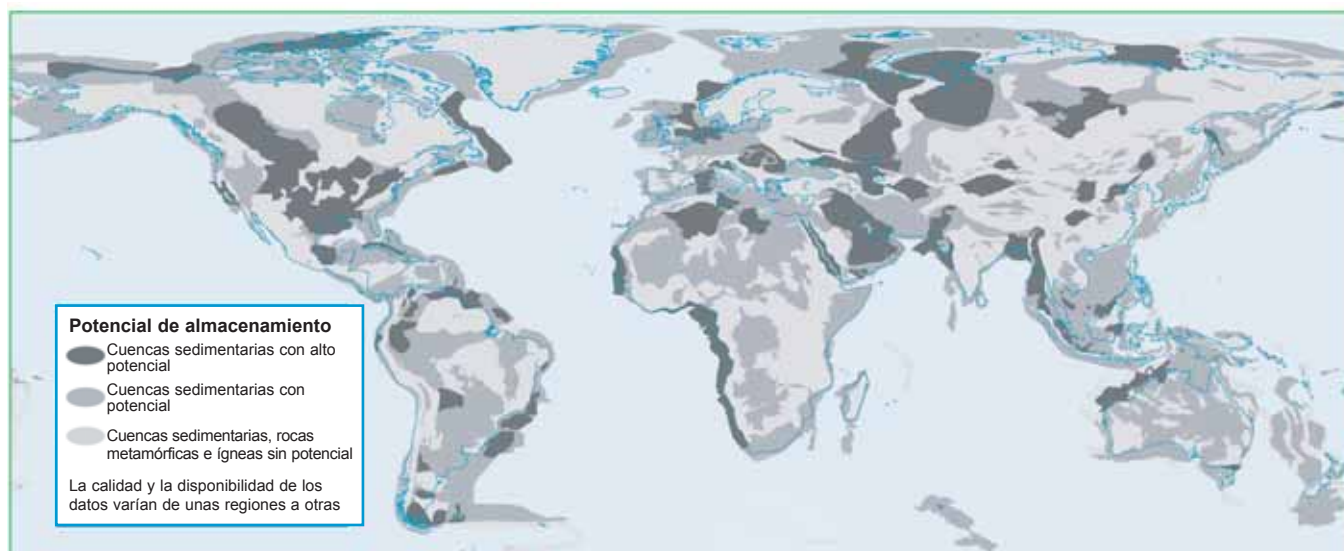 Potencial de almacenamiento
Cuencas sedimentarias con alto
potencial
Cuencas sedimentarias con
potencial
Cuencas sedimentarias, rocas
metamórficas e ígneas sin potencial
La calidad y la disponibilidad de los
datos varían de unas regiones a otras